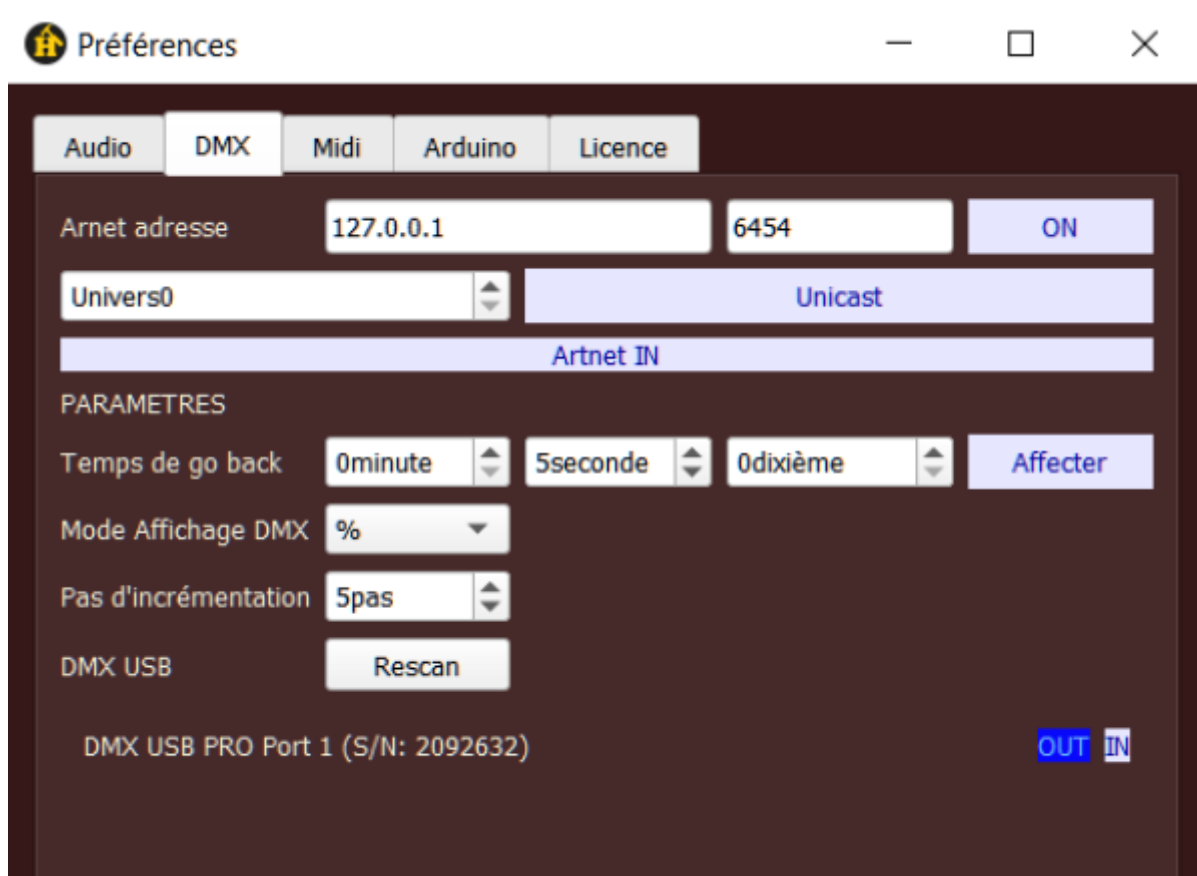 Préférences
Audio DMX Midi Arduino Licence
Arnet adresse 127.0.0.1 6454 ON
Univers0 Unicast
Artnet IN
PARAMETRES
Temps de go back 0minute 5seconde 0dixième Affecter
Mode Affichage DMX %
Pas d'incrémentation 5pas
DMX USB Rescan
DMX USB PRO Port 1 (S/N: 2092632) OUT IN